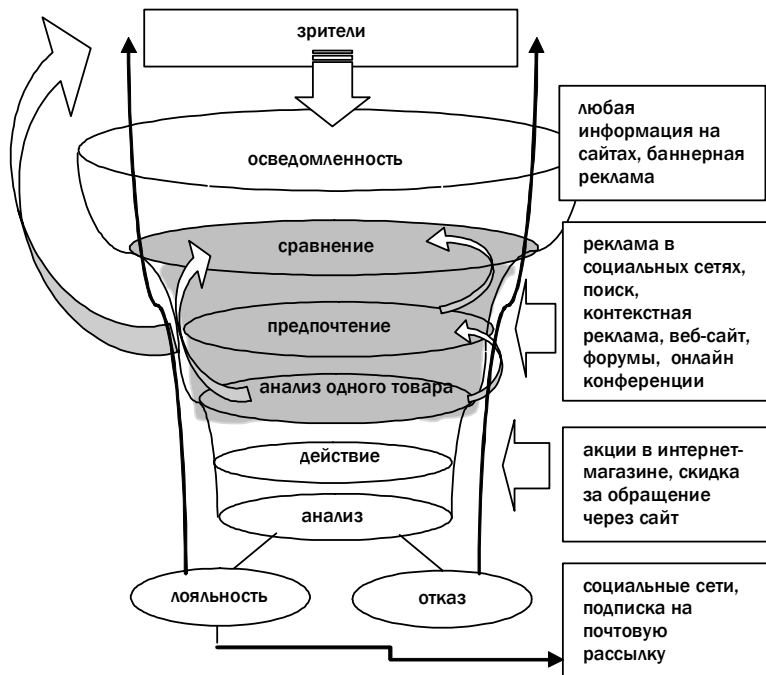 зрители
осведомленность
любая
информация на
сайтах, баннерная
реклама
сравнение
предпочтение
анализ одного товара
реклама в
социальных сетях,
поиск,
контекстная
реклама, веб-сайт,
форумы, онлайн
конференции
действие
анализ
акции в интернет-
магазине, скидка
за обращение
через сайт
лояльность
отказ
социальные сети,
подписка на
почтовую
рассылку